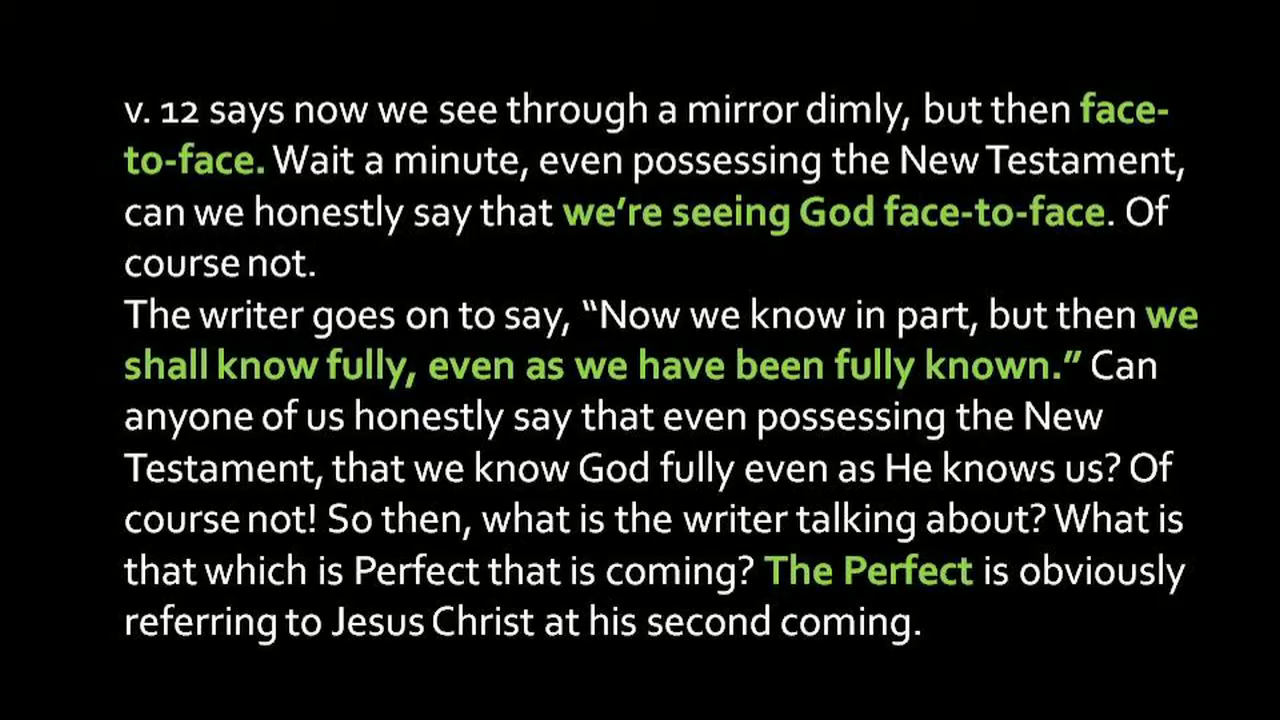 v. 12 says now we see through a mirror dimly, but then face-
to-face. Wait a minute, even possessing the New Testament,
can we honestly say that we’re seeing God face-to-face. Of
course not.
The writer goes on to say, “Now we know in part, but then we
shall know fully, even as we have been fully known.” Can
anyone of us honestly say that even possessing the New
Testament, that we know God fully even as He knows us? Of
course not! So then, what is the writer talking about? What is
that which is Perfect that is coming? The Perfect is obviously
referring to Jesus Christ at his second coming.